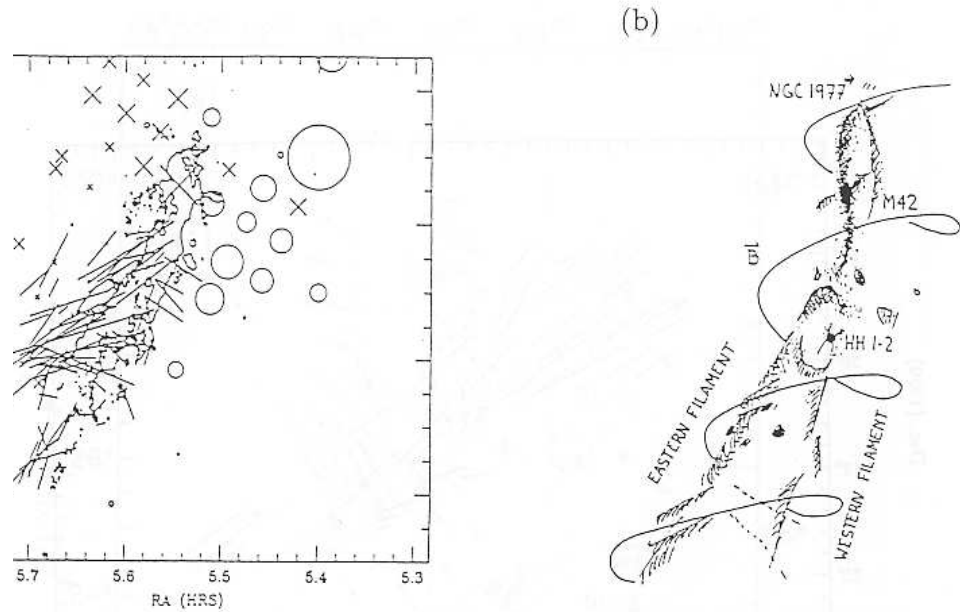 (b)
NGC 1977
M42
B
HH 1-2
EASTERN FILAMENT
WESTERN FILAMENT
5.7 5.6 5.5 5.4 5.3
RA (HRS)